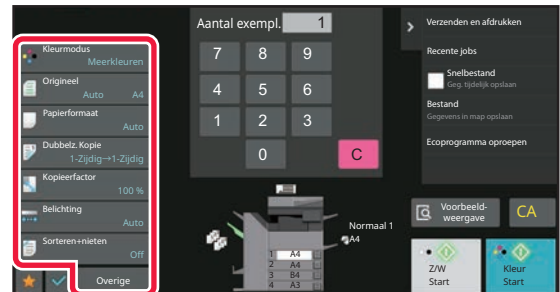 Kleurmodus
Meerkleuren
Origineel
Auto A4
Papierformaat
Auto
Dubbelz. Kopie
1-Zijdig→1-Zijdig
Kopieerfactor
100 %
Belichting
Auto
Sorteren+nieten
Off
Overige
Aantal exempl. 1
7 8 9
4 5 6
1 2 3
0 C
Normaal 1
A4
1 A4
2 A4
3 B4
4 A3
Verzenden en afdrukken
Recente jobs
Snelbestand
Geg. tijdelijk opslaan
Bestand
Gegevens in map opslaan
Ecoprogramma oproepen
Voorbeeld-
weergave
CA
Z/W
Start
Kleur
Start